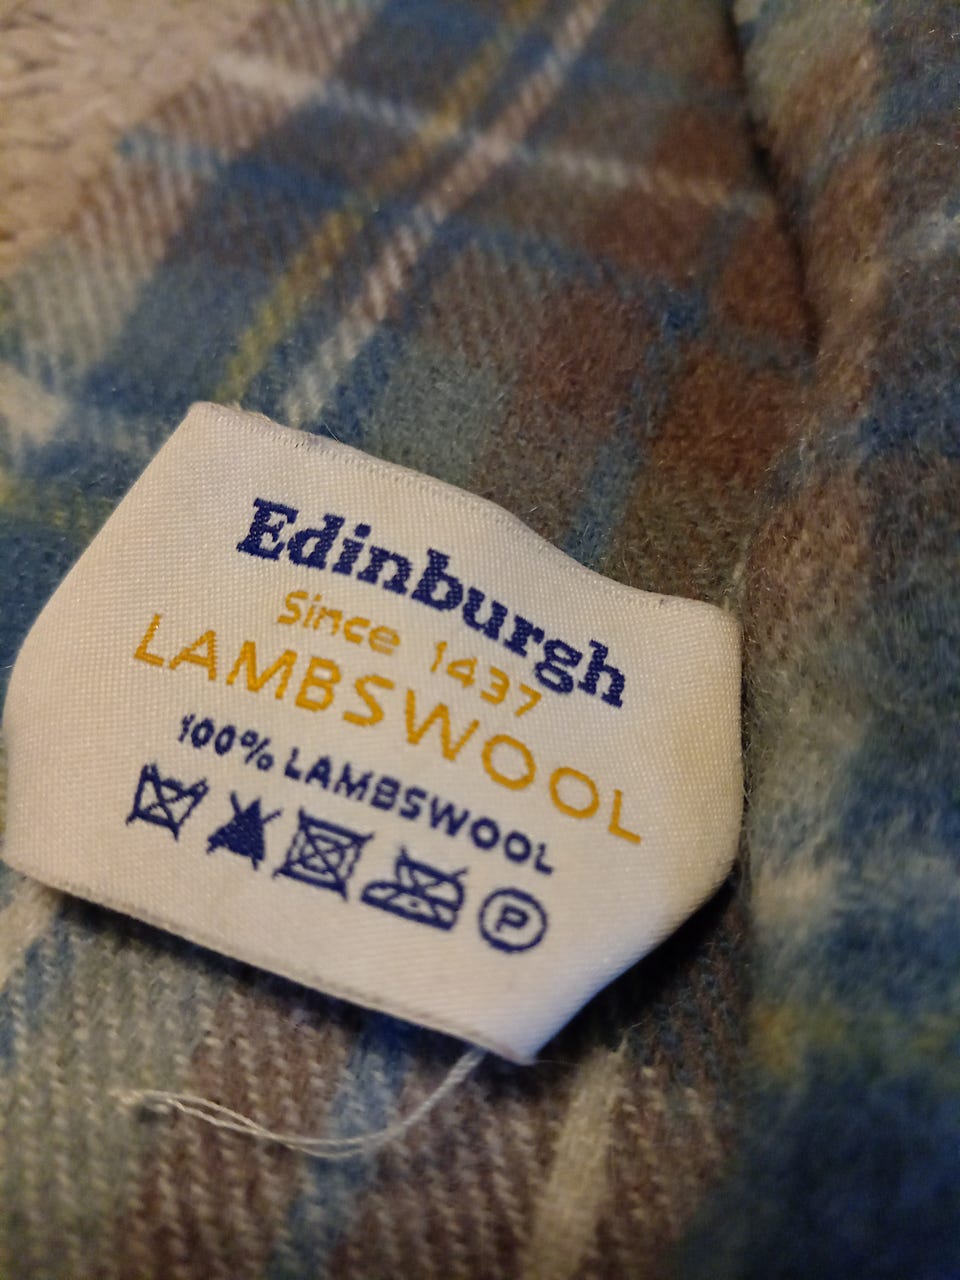 Edinburgh
Since 1437
LAMBSWOOL
100% LAMBSWOOL
P